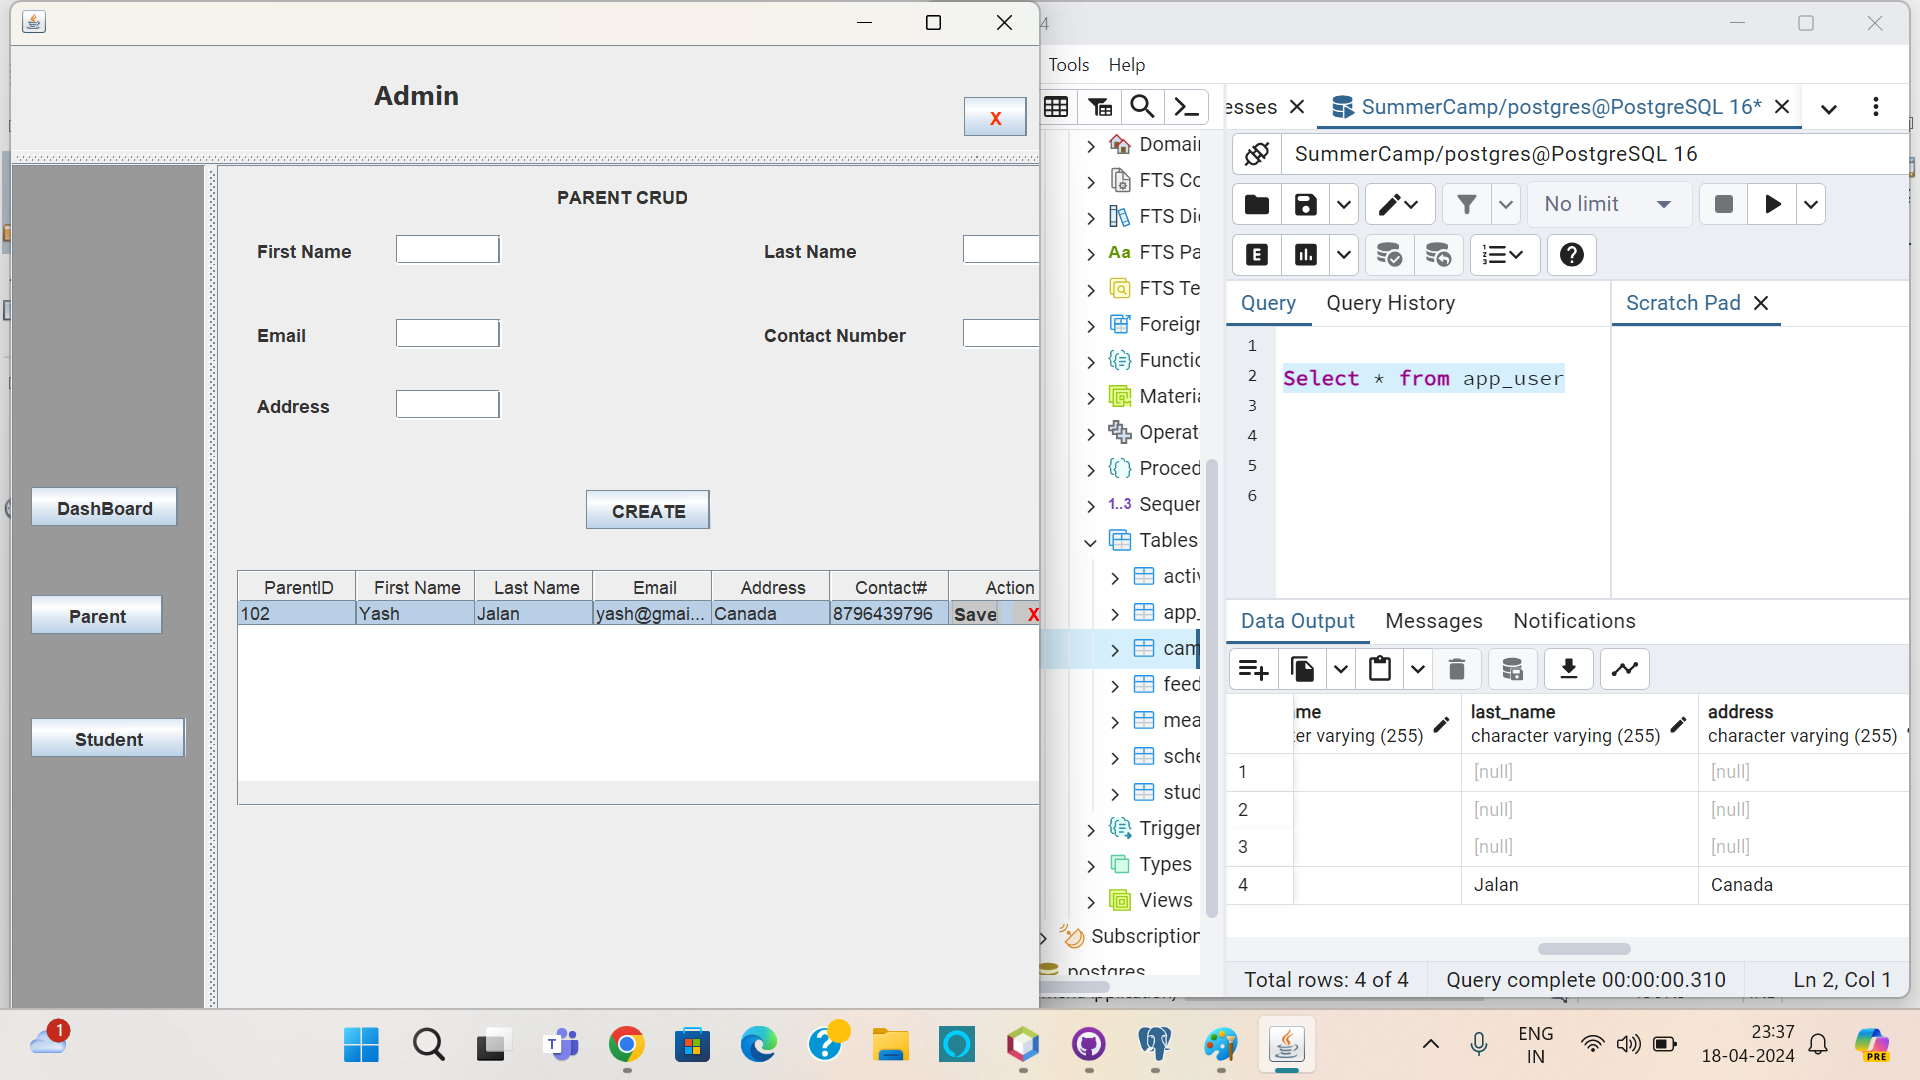 Admin
X
PARENT CRUD
First Name
Last Name
Email
Contact Number
Address
CREATE
DashBoard
Parent
Student
ParentID First Name Last Name Email Address Contact# Action
102 Yash Jalan yash@gmai... Canada 8796439796 Save X
4
Tools Help
esses
SummerCamp/postgres@PostgreSQL 16*
SummerCamp/postgres@PostgreSQL 16
No limit
E
Query
Query History
Scratch Pad
1
2 Select * from app_user
3
4
5
6
Domai
FTS Co
FTS Di
Aa FTS Pa
FTS Te
Foreig
Functio
Materia
Operat
Proced
1..3 Sequer
Tables
activ
app_
cam
feed
mea
sche
stud
Trigger
Types
Views
Subscription
postgres
Data Output Messages Notifications
me last_name address
er varying (255) character varying (255) character varying (255)
1 [null] [null]
2 [null] [null]
3 [null] [null]
4 Jalan Canada
Total rows: 4 of 4 Query complete 00:00:00.310 Ln 2, Col 1
1
T
?
ENG
IN
23:37
18-04-2024
PRE